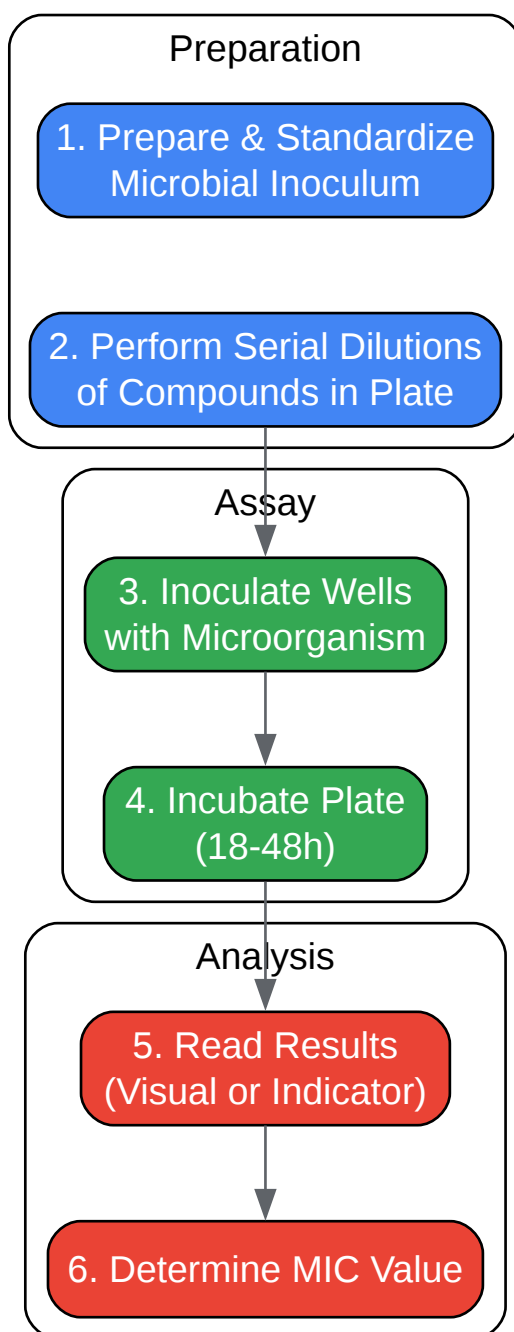 Preparation
1. Prepare & Standardize
Microbial Inoculum
2. Perform Serial Dilutions
of Compounds in Plate
Assay
3. Inoculate Wells
with Microorganism
4. Incubate Plate
(18-48h)
Analysis
5. Read Results
(Visual or Indicator)
6. Determine MIC Value